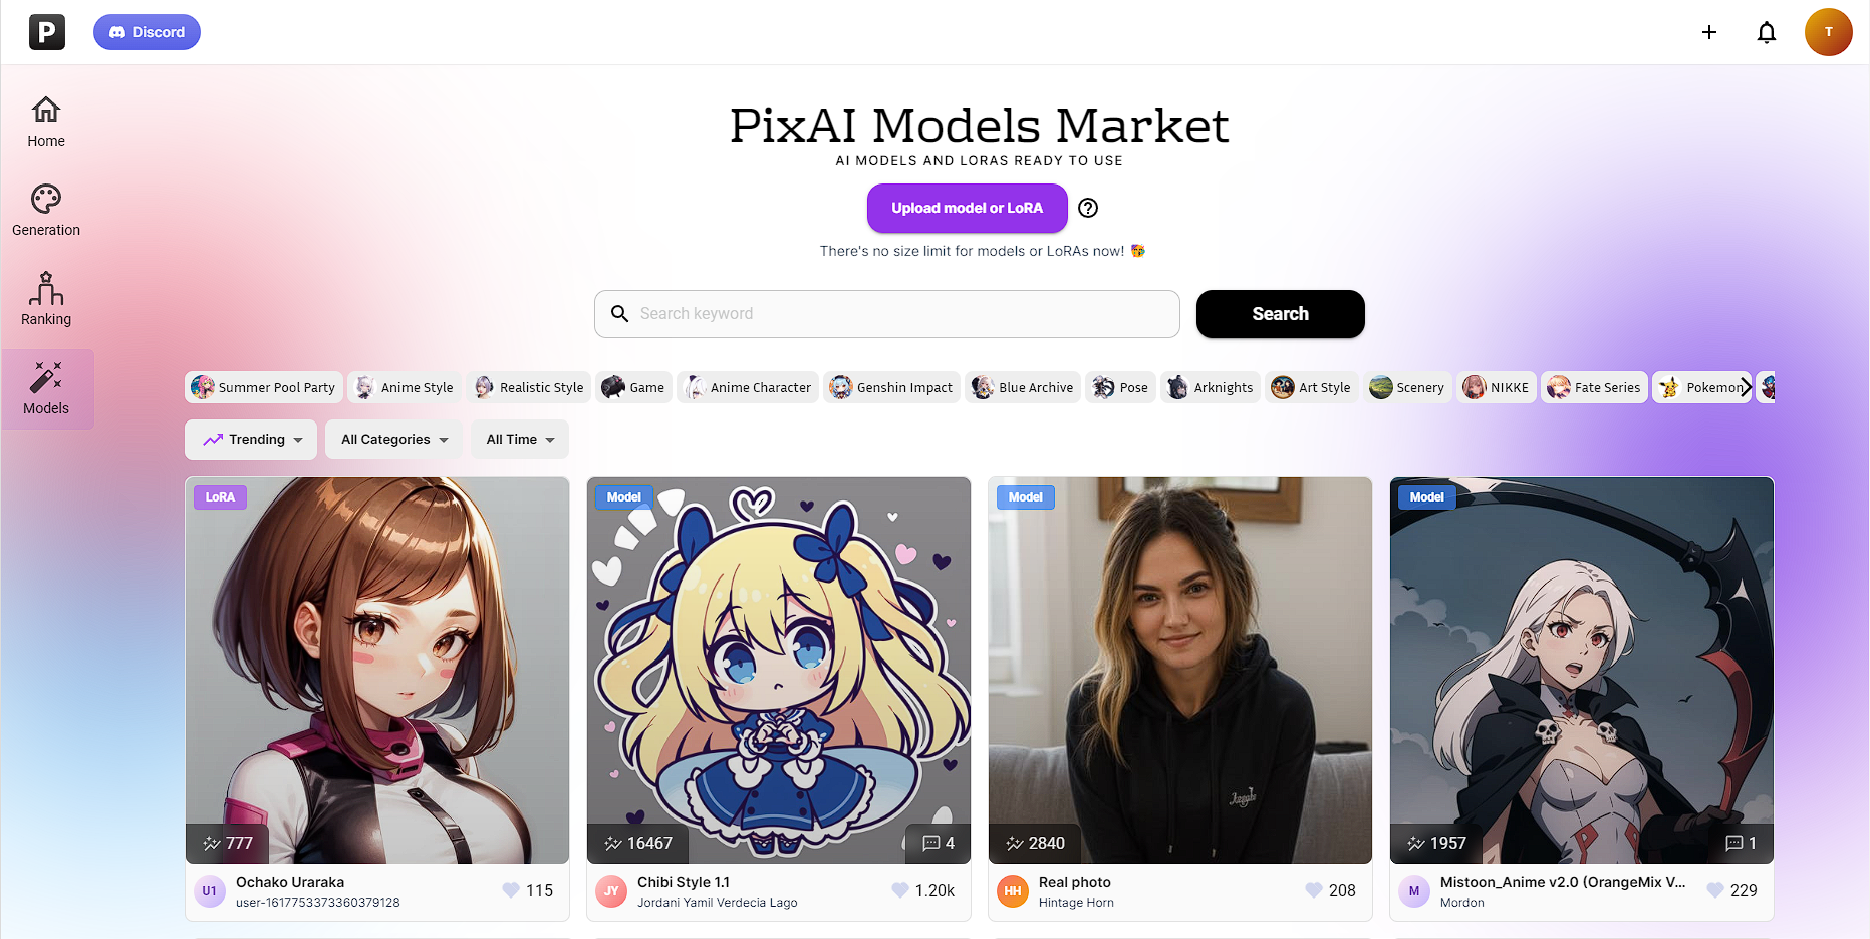 P
Discord
T
Home
Generation
Ranking
Models
PixAI Models Market
AI MODELS AND LORAS READY TO USE
Upload model or LoRA
There's no size limit for models or LoRAs now!
Search keyword
Search
Summer Pool Party Anime Style Realistic Style Game Anime Character Genshin Impact Blue Archive Pose Arknights Art Style Scenery NIKKE Fate Series Pokemon
Trending All Categories All Time
LoRA
777
U1 Ochako Uraraka 115
user-1617753373360379128
Model
16467 4
JY Chibi Style 1.1 1.20k
Jordani Yamil Verdecia Lago
Model
2840
HH Real photo 208
Hintage Horn
Model
1957 1
M Mistoon_Anime v2.0 (OrangeMix V... 229
Mordon